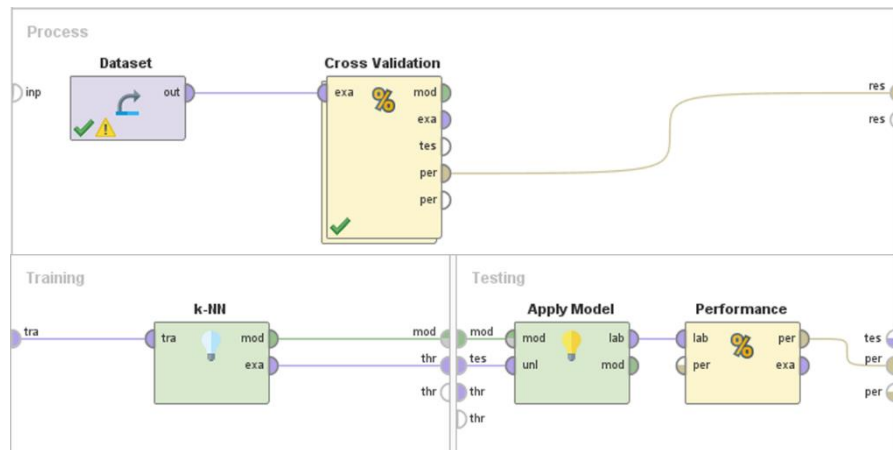 Process
Dataset
Cross Validation
inp
out
exa
%
mod
exa
tes
per
per
res
res
Training
k-NN
tra
tra
mod
exa
mod
thr
thr
Testing
Apply Model
Performance
mod
tes
thr
thr
mod
unl
lab
mod
lab
per
%
per
exa
tes
per
per